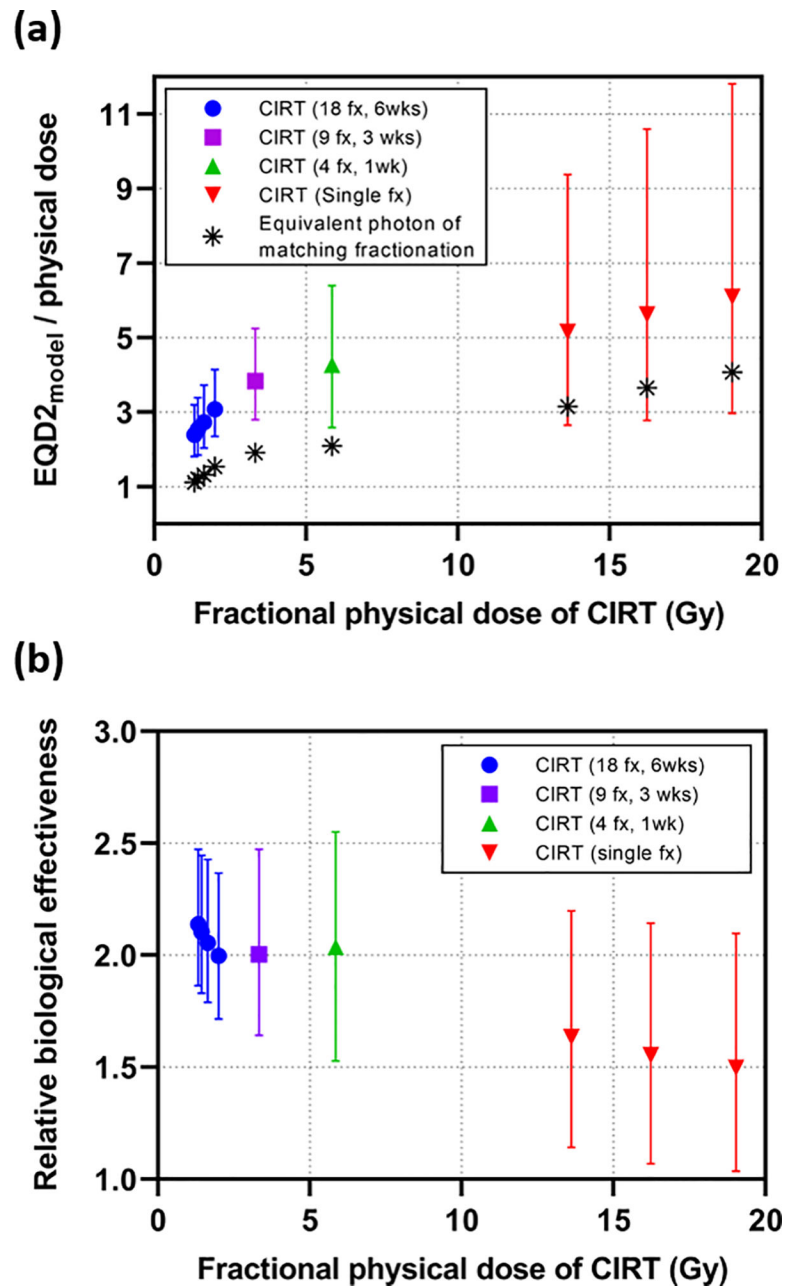 (a)
EQD2model / physical dose
11
9
7
5
3
1
CIRT (18 fx, 6wks)
CIRT (9 fx, 3 wks)
CIRT (4 fx, 1wk)
CIRT (Single fx)
Equivalent photon of
matching fractionation
0
5
10
15
20
Fractional physical dose of CIRT (Gy)
(b)
Relative biological effectiveness
3.0
2.5
2.0
1.5
1.0
CIRT (18 fx, 6wks)
CIRT (9 fx, 3 wks)
CIRT (4 fx, 1wk)
CIRT (single fx)
0
5
10
15
20
Fractional physical dose of CIRT (Gy)